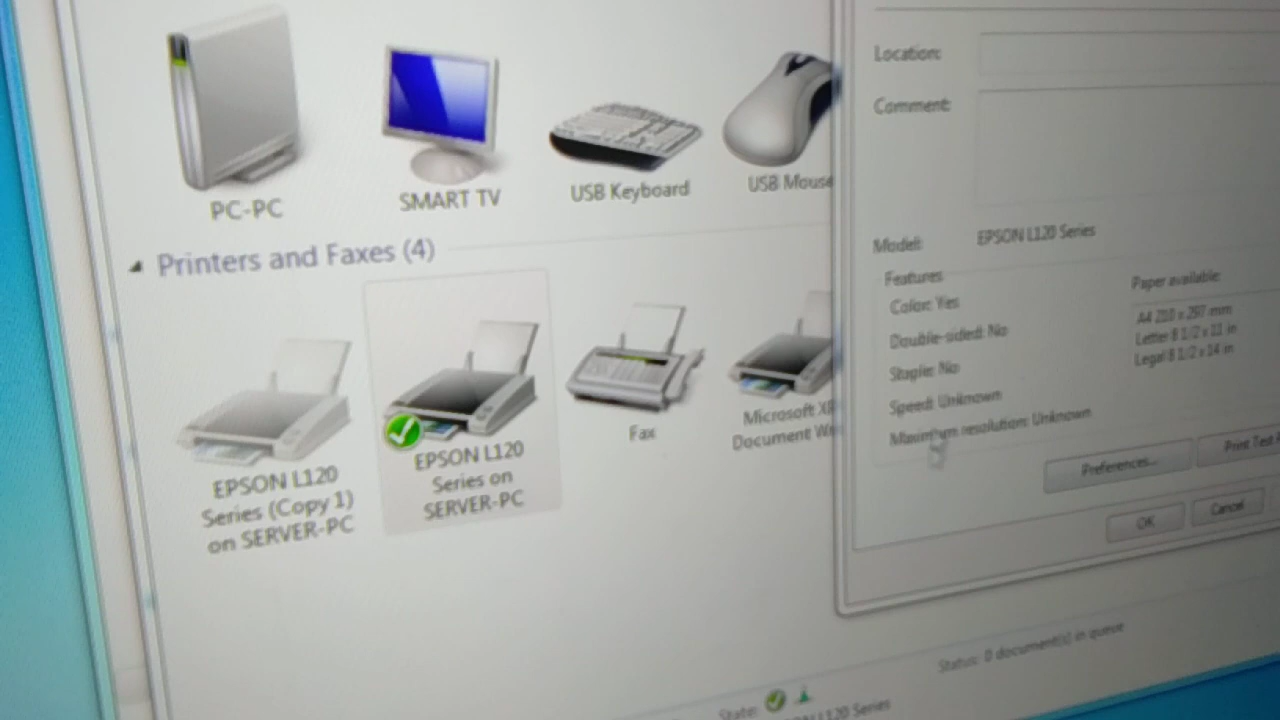 PC-PC
SMART TV
USB Keyboard
USB Mouse
Printers and Faxes (4)
EPSON L120
Series (Copy 1)
on SERVER-PC
EPSON L120
Series on
SERVER-PC
Fax
Microsoft
Document
Location:
Comment:
Model: EPSON L120 Series
Features
Color: Yes
Double-sided: No
Staple: No
Speed: Unknown
Maximum resolution: Unknown
Paper available:
A4 210 x 297 mm
Letter 8 1/2 x 11 in
Legal 8 1/2 x 14 in
Preferences...
Print Test
OK
Cancel
Status: 0 document(s) in queue
State:
L120 Series